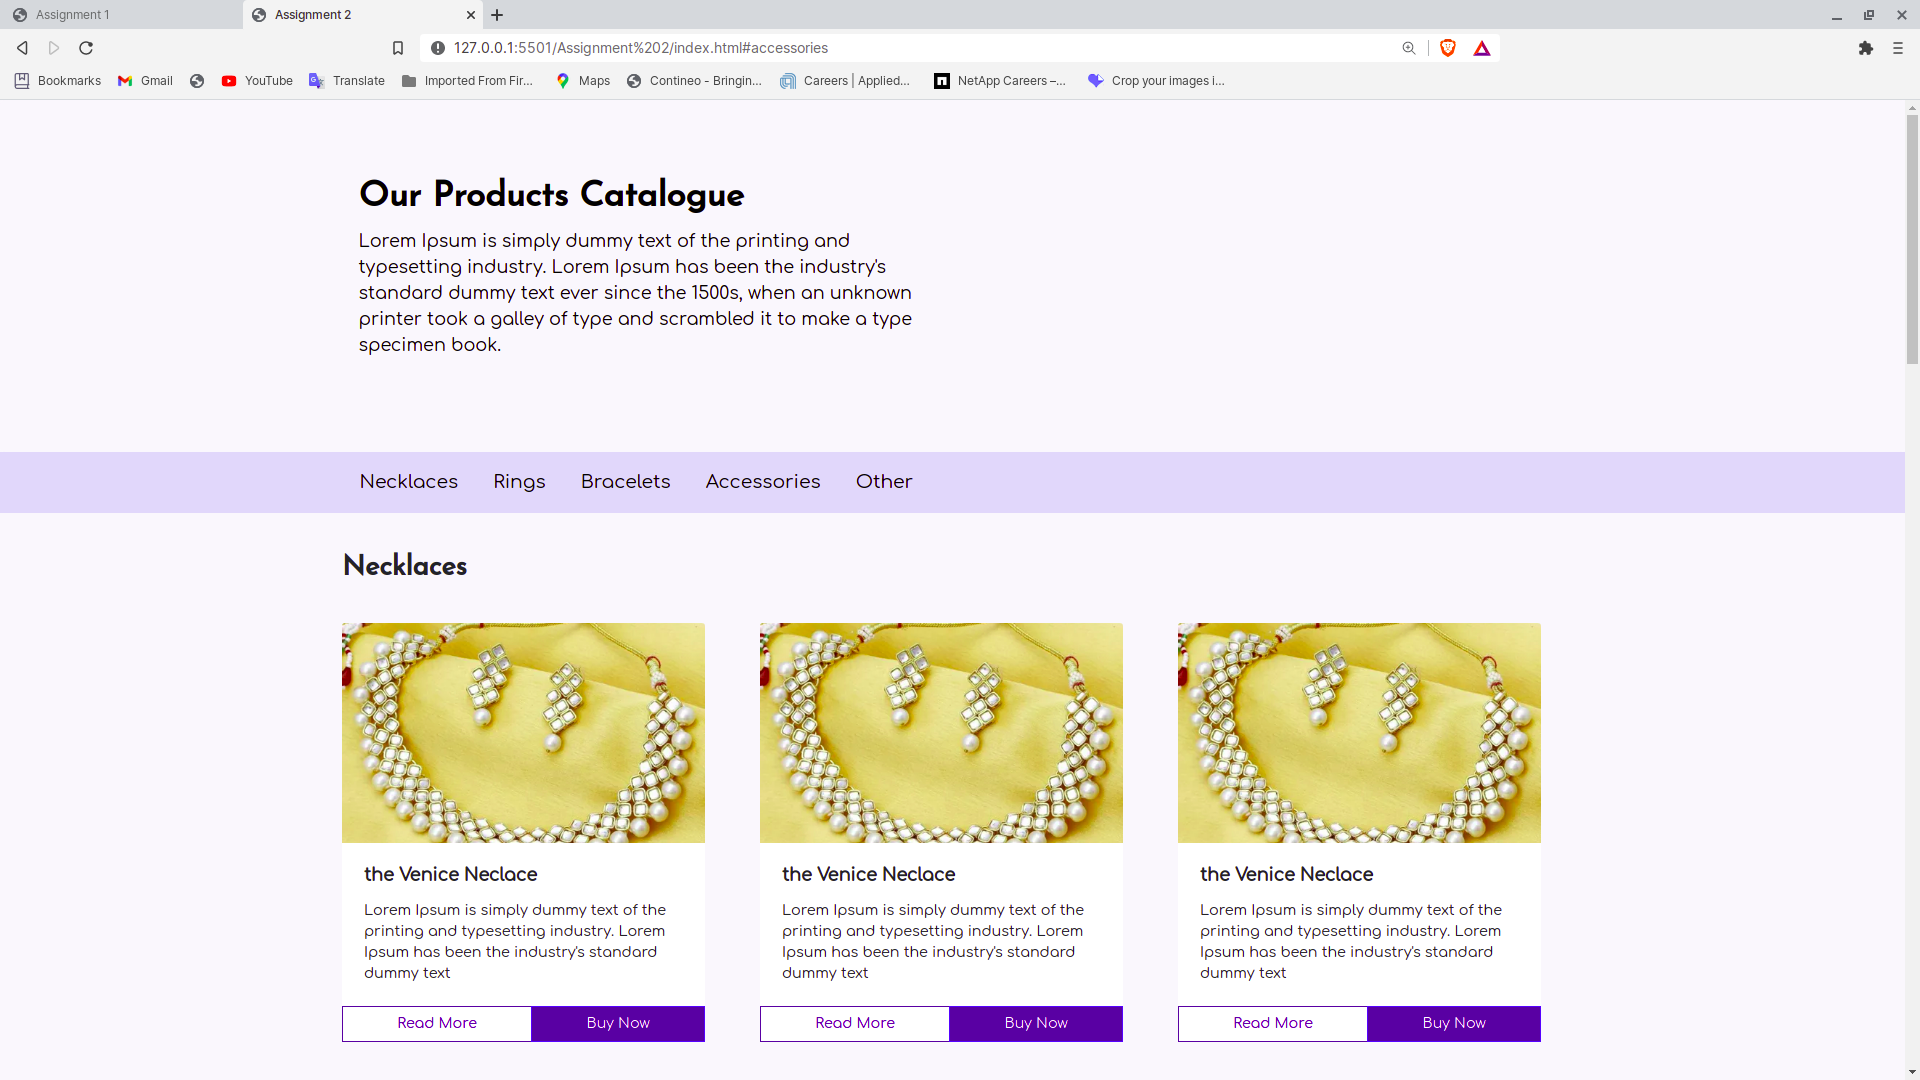 Assignment 1
Assignment 2
127.0.0.1:5501/Assignment%202/index.html#accessories
Bookmarks Gmail YouTube Translate Imported From Fir... Maps Contineo - Bringin... Careers | Applied... NetApp Careers –... Crop your images i...
Our Products Catalogue
Lorem Ipsum is simply dummy text of the printing and
typesetting industry. Lorem Ipsum has been the industry's
standard dummy text ever since the 1500s, when an unknown
printer took a galley of type and scrambled it to make a type
specimen book.
Necklaces Rings Bracelets Accessories Other
Necklaces
the Venice Neclace
Lorem Ipsum is simply dummy text of the
printing and typesetting industry. Lorem
Ipsum has been the industry's standard
dummy text
Read More Buy Now
the Venice Neclace
Lorem Ipsum is simply dummy text of the
printing and typesetting industry. Lorem
Ipsum has been the industry's standard
dummy text
Read More Buy Now
the Venice Neclace
Lorem Ipsum is simply dummy text of the
printing and typesetting industry. Lorem
Ipsum has been the industry's standard
dummy text
Read More Buy Now